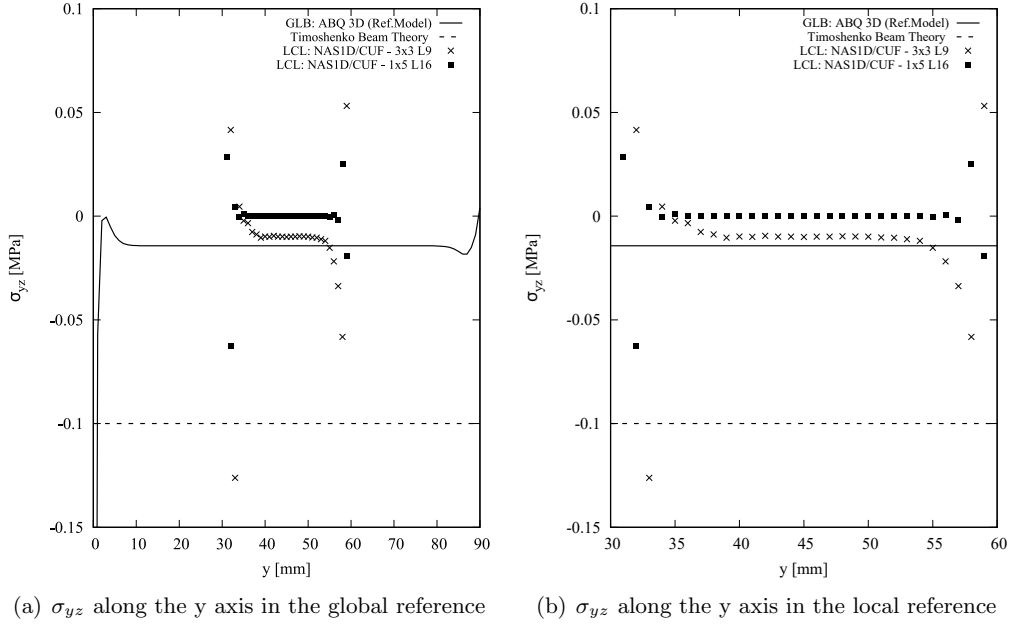 GLB: ABQ 3D (Ref.Model)
Timoshenko Beam Theory
LCL: NAS1D/CUF - 3x3 L9
LCL: NAS1D/CUF - 1x5 L16
0.1
0.05
0
-0.05
-0.1
-0.15
σyz [MPa]
0 10 20 30 40 50 60 70 80 90
y [mm]
(a) σyz along the y axis in the global reference
GLB: ABQ 3D (Ref.Model)
Timoshenko Beam Theory
LCL: NAS1D/CUF - 3x3 L9
LCL: NAS1D/CUF - 1x5 L16
0.1
0.05
0
-0.05
-0.1
-0.15
σyz [MPa]
30 35 40 45 50 55 60
y [mm]
(b) σyz along the y axis in the local reference